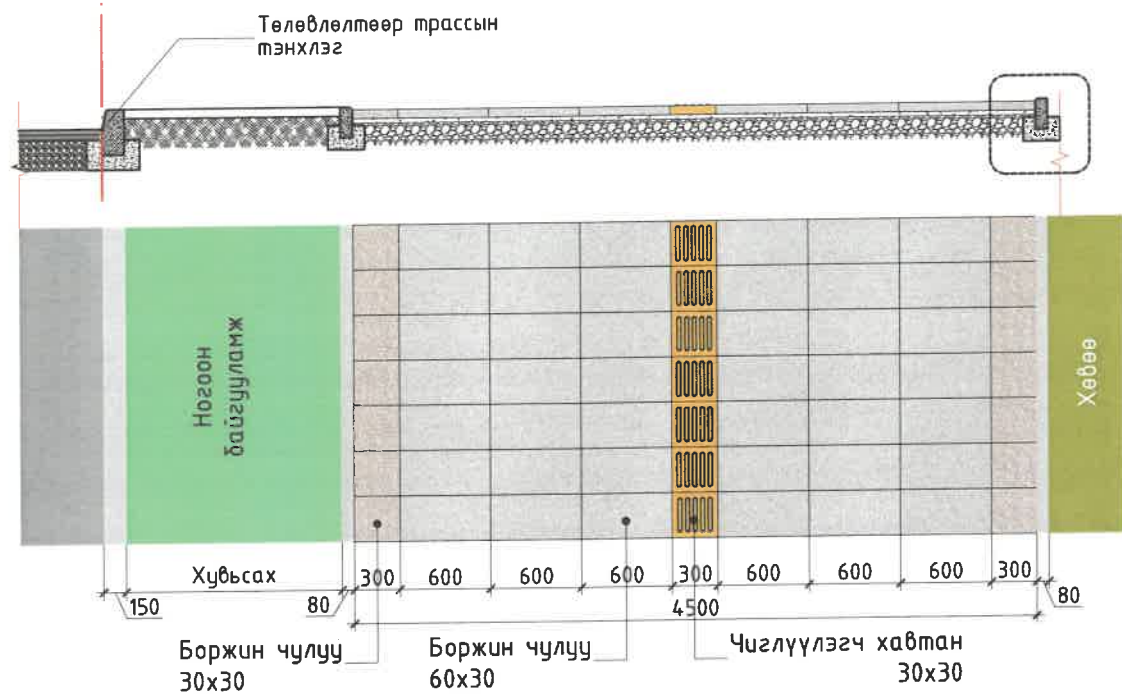 Төлөвлөлтөөр трассын
тэнхлэг
Ногоон
байгууламж
Хөвөө
Хувьсах
300
600
600
600
300
600
600
600
300
150
80
4500
80
Боржин чулуу
30x30
Боржин чулуу
60x30
Чиглүүлэгч хавтан
30x30